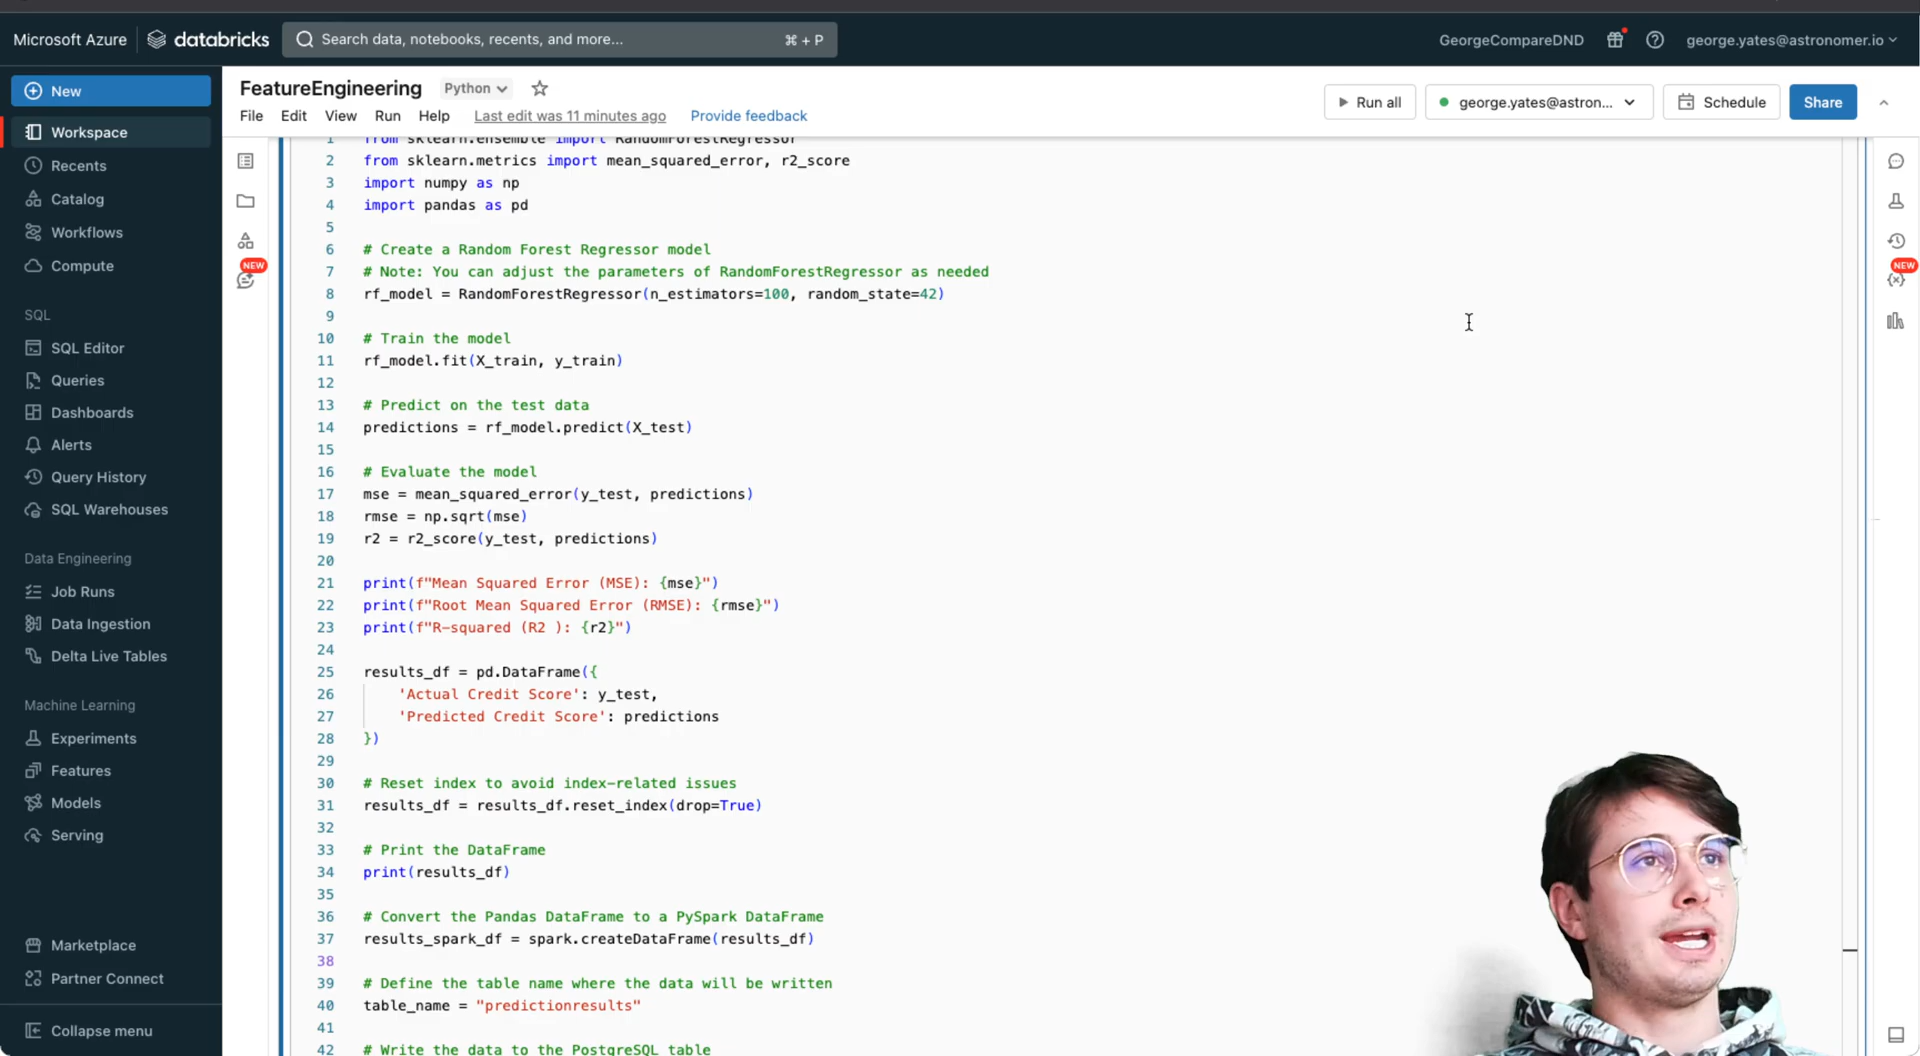 Microsoft Azure databricks Search data, notebooks, recents, and more... ⌘ + P GeorgeCompareDND george.yates@astronomer.io
New
Workspace
Recents
Catalog
Workflows
Compute
SQL
SQL Editor
Queries
Dashboards
Alerts
Query History
SQL Warehouses
Data Engineering
Job Runs
Data Ingestion
Delta Live Tables
Machine Learning
Experiments
Features
Models
Serving
Marketplace
Partner Connect
Collapse menu
FeatureEngineering Python
File Edit View Run Help Last edit was 11 minutes ago Provide feedback
Run all george.yates@astron... Schedule Share
NEW
NEW
1 from sklearn.ensemble import RandomForestRegressor
2 from sklearn.metrics import mean_squared_error, r2_score
3 import numpy as np
4 import pandas as pd
5
6 # Create a Random Forest Regressor model
7 # Note: You can adjust the parameters of RandomForestRegressor as needed
8 rf_model = RandomForestRegressor(n_estimators=100, random_state=42)
9
10 # Train the model
11 rf_model.fit(X_train, y_train)
12
13 # Predict on the test data
14 predictions = rf_model.predict(X_test)
15
16 # Evaluate the model
17 mse = mean_squared_error(y_test, predictions)
18 rmse = np.sqrt(mse)
19 r2 = r2_score(y_test, predictions)
20
21 print(f"Mean Squared Error (MSE): {mse}")
22 print(f"Root Mean Squared Error (RMSE): {rmse}")
23 print(f"R-squared (R2 ): {r2}")
24
25 results_df = pd.DataFrame({
26 'Actual Credit Score': y_test,
27 'Predicted Credit Score': predictions
28 })
29
30 # Reset index to avoid index-related issues
31 results_df = results_df.reset_index(drop=True)
32
33 # Print the DataFrame
34 print(results_df)
35
36 # Convert the Pandas DataFrame to a PySpark DataFrame
37 results_spark_df = spark.createDataFrame(results_df)
38
39 # Define the table name where the data will be written
40 table_name = "predictionresults"
41
42 # Write the data to the PostgreSQL table